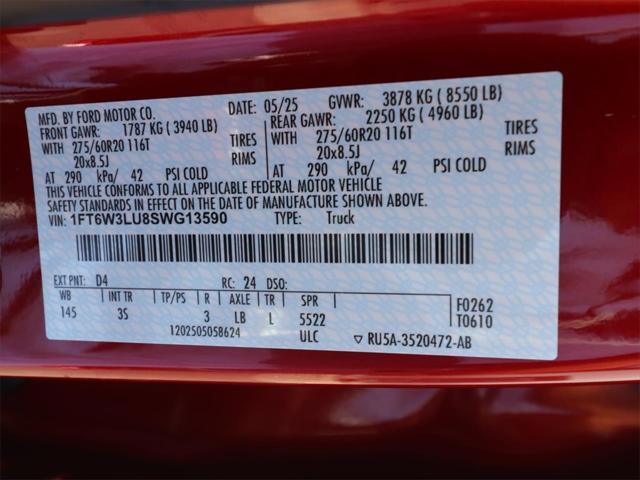 MFD. BY FORD MOTOR CO. DATE: 05/25 GVWR: 3878 KG ( 8550 LB)
FRONT GAWR: 1787 KG ( 3940 LB) REAR GAWR: 2250 KG ( 4960 LB)
WITH 275/60R20 116T TIRES WITH 275/60R20 116T TIRES
20x8.5J RIMS 20x8.5J RIMS
AT 290 kPa/ 42 PSI COLD AT 290 kPa/ 42 PSI COLD
THIS VEHICLE CONFORMS TO ALL APPLICABLE FEDERAL MOTOR VEHICLE
SAFETY STANDARDS IN EFFECT ON THE DATE OF MANUFACTURE SHOWN ABOVE.
VIN: 1FT6W3LU8SWG13590 TYPE: Truck
EXT PNT: D4 RC: 24 DSO:
WB INT TR TP/PS R AXLE TR SPR F0262
145 3S 3 LB L 5522 T0610
1202505058624 ULC ▽ RU5A-3520472-AB